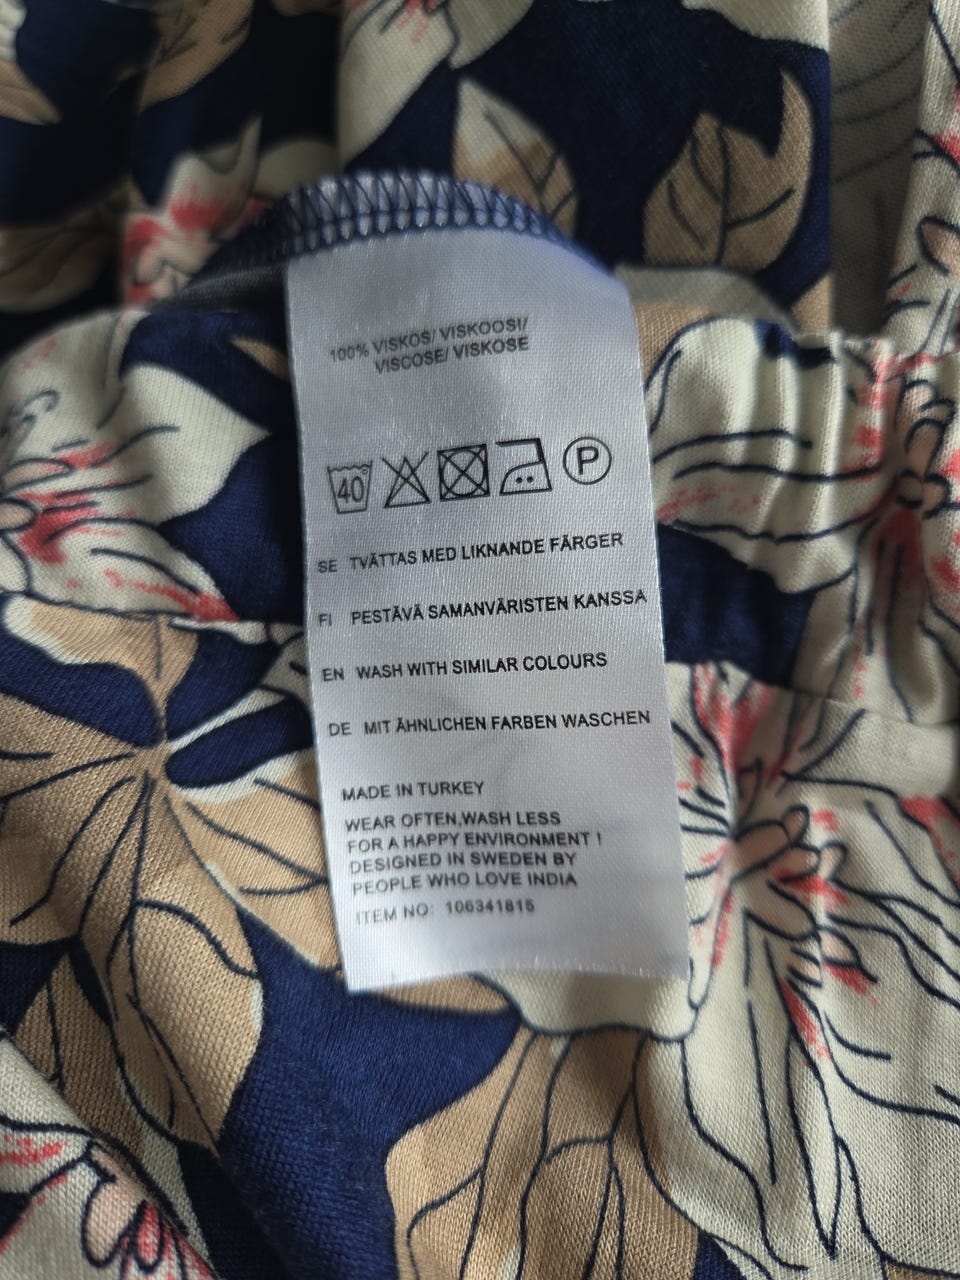 100% VISKOS/ VISKOOSI/
VISCOSE/ VISKOSE
40 P
SE TVÄTTAS MED LIKNANDE FÄRGER
FI PESTÄVÄ SAMANVÄRISTEN KANSSA
EN WASH WITH SIMILAR COLOURS
DE MIT ÄHNLICHEN FARBEN WASCHEN
MADE IN TURKEY
WEAR OFTEN,WASH LESS
FOR A HAPPY ENVIRONMENT !
DESIGNED IN SWEDEN BY
PEOPLE WHO LOVE INDIA
ITEM NO: 106341815